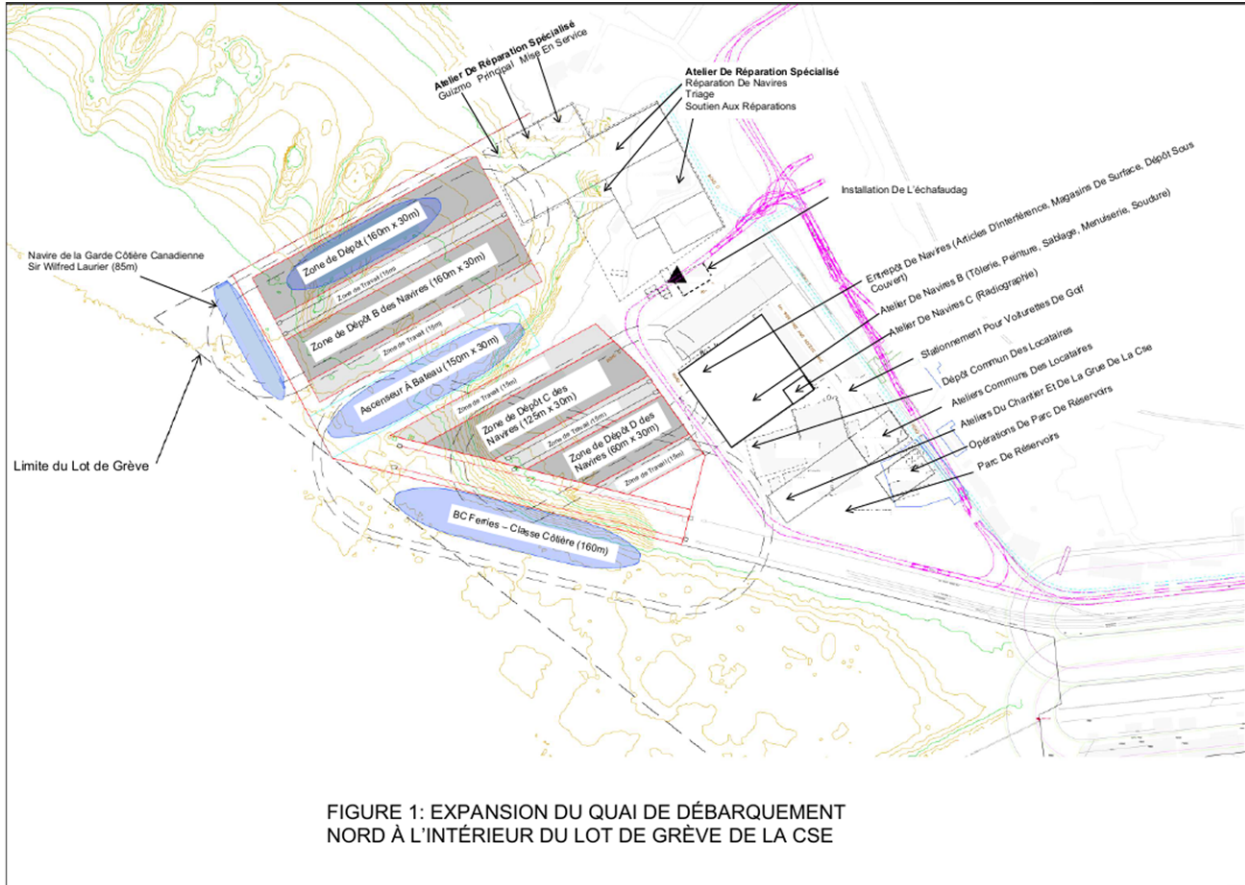 Atelier De Réparation Spécialisé
Guizmo Principal Mise En Service
Atelier De Réparation Spécialisé
Réparation De Navires
Triage
Soutien Aux Réparations
Installation De L'échafaudag
Entrepôt De Navires (Articles D'interférence, Magasins De Surface, Dépôt Sous
Couvert)
Atelier De Navires B (Tôlerie, Peinture, Sablage, Menuiserie, Soudure)
Atelier De Navires C (Radiographie)
Stationnement Pour Voiturettes De Gdlf
Dépôt Commun Des Locataires
Ateliers Communs Des Locataires
Ateliers Du Chantier Et De La Grue De La Cse
Opérations De Parc De Réservoirs
Parc De Réservoirs
Navire de la Garde Côtière Canadienne
Sir Wilfred Laurier (85m)
Limite du Lot de Grève
Zone de Dépôt (160m x 30m)
Zone de Travail (15m)
Zone de Dépôt B des Navires (160m x 30m)
Zone de Travail (15m)
Ascenseur À Bateau (150m x 30m)
Zone de Travail (15m)
Zone de Dépôt C des
Navires (125m x 30m)
Zone de Travail (15m)
Zone de Dépôt D des
Navires (60m x 30m)
Zone de Travail (15m)
BC Ferries – Classe Côtière (160m)
FIGURE 1: EXPANSION DU QUAI DE DÉBARQUEMENT
NORD À L'INTÉRIEUR DU LOT DE GRÈVE DE LA CSE